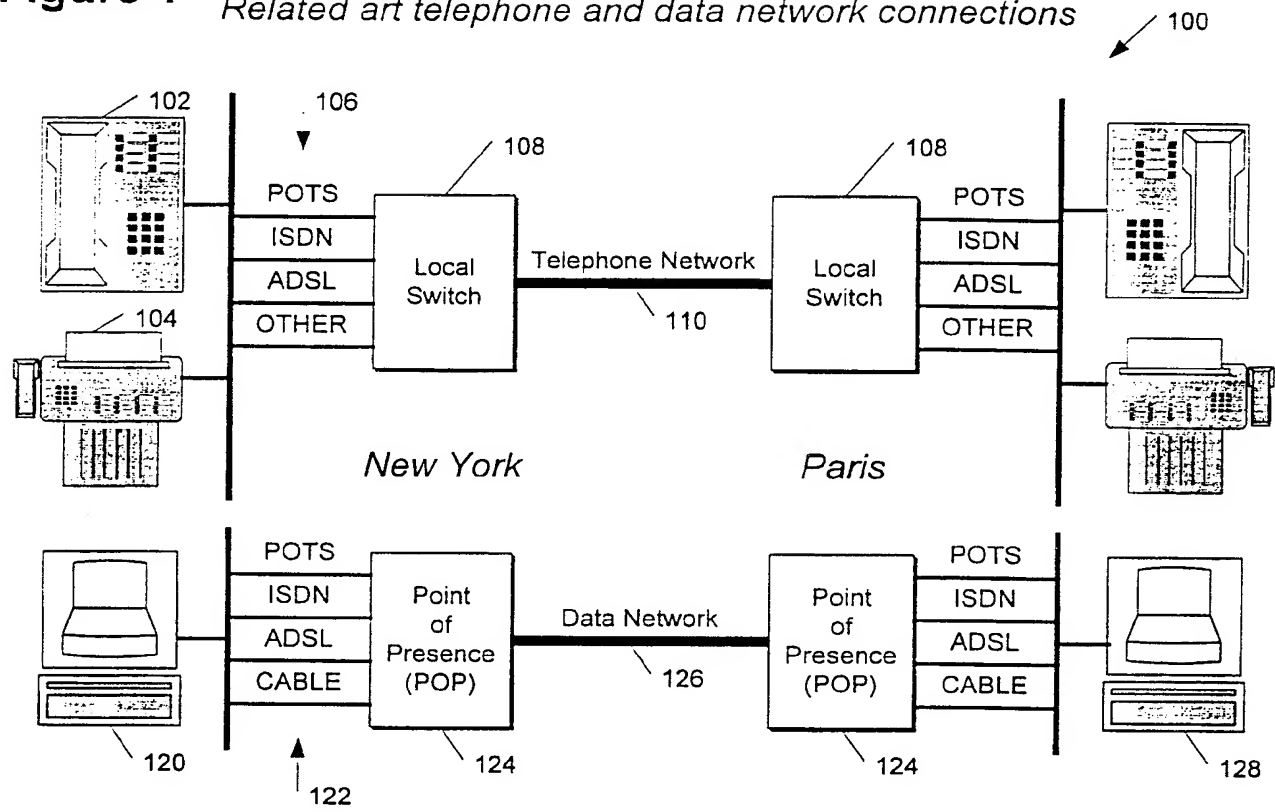 Related art telephone and data network connections
100
102
106
108
108
POTS
ISDN
ADSL
OTHER
Local
Switch
Telephone Network
110
Local
Switch
POTS
ISDN
ADSL
OTHER
104
New York
Paris
POTS
ISDN
ADSL
CABLE
Point
of
Presence
(POP)
Data Network
126
Point
of
Presence
(POP)
POTS
ISDN
ADSL
CABLE
120
122
124
124
128